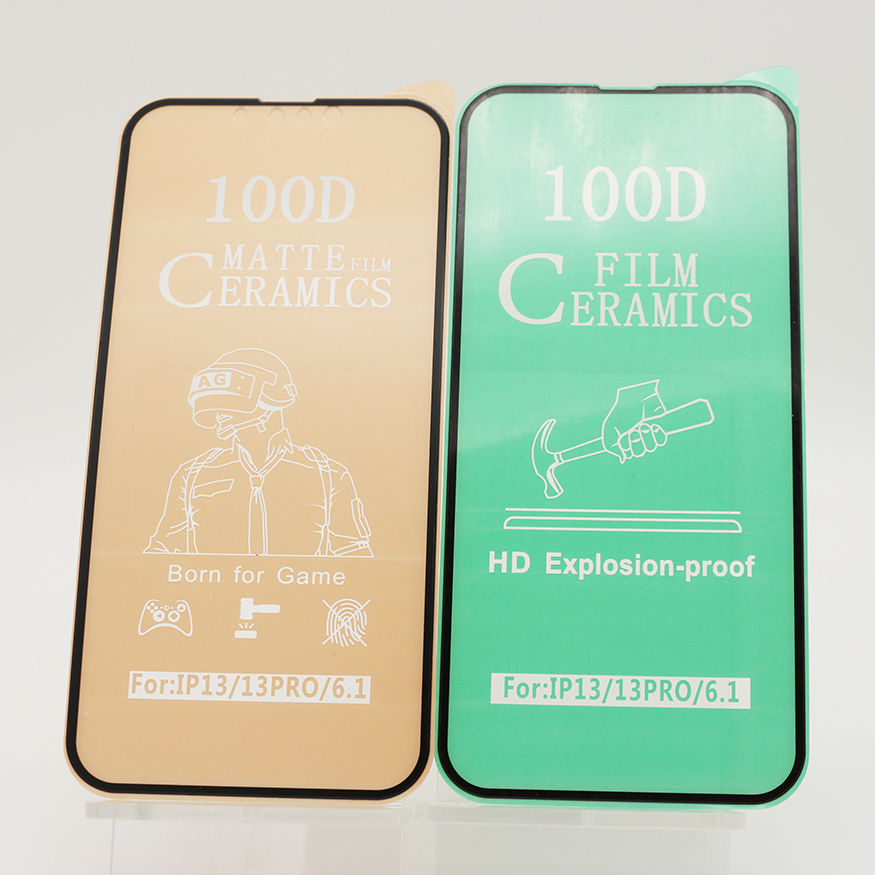 100D
MATTE FILM
CERAMICS
AG
Born for Game
For:IP13/13PRO/6.1
100D
FILM
CERAMICS
HD Explosion-proof
For:IP13/13PRO/6.1